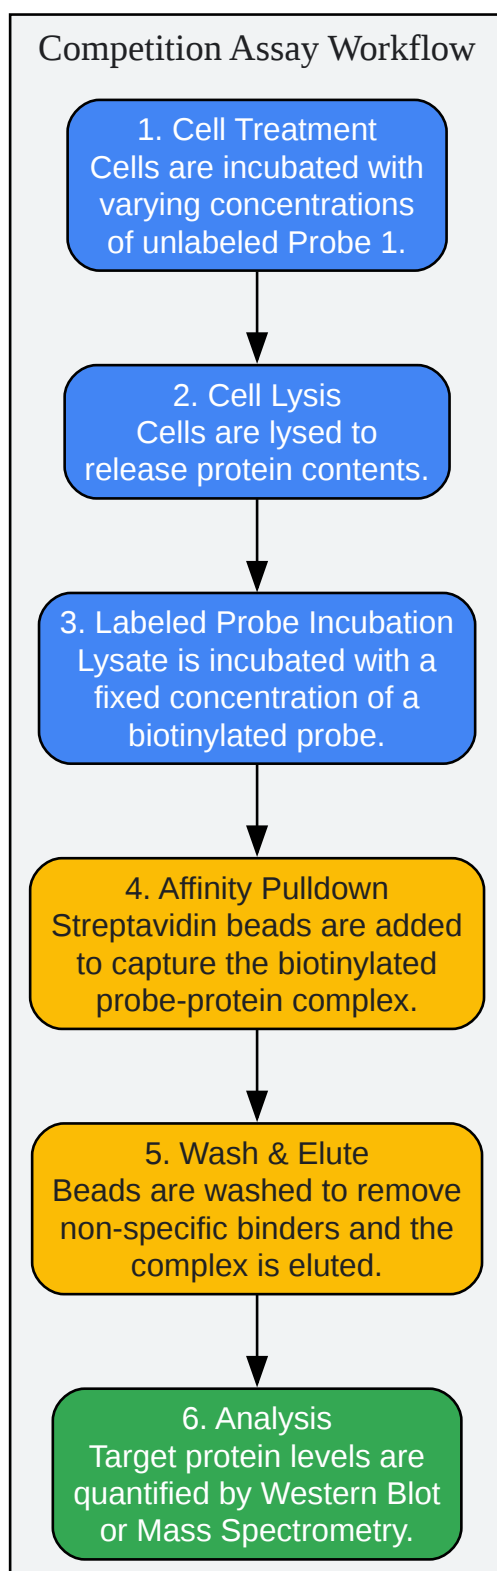 Competition Assay Workflow
1. Cell Treatment
Cells are incubated with
varying concentrations
of unlabeled Probe 1.
2. Cell Lysis
Cells are lysed to
release protein contents.
3. Labeled Probe Incubation
Lysate is incubated with a
fixed concentration of a
biotinylated probe.
4. Affinity Pulldown
Streptavidin beads are added
to capture the biotinylated
probe-protein complex.
5. Wash & Elute
Beads are washed to remove
non-specific binders and the
complex is eluted.
6. Analysis
Target protein levels are
quantified by Western Blot
or Mass Spectrometry.